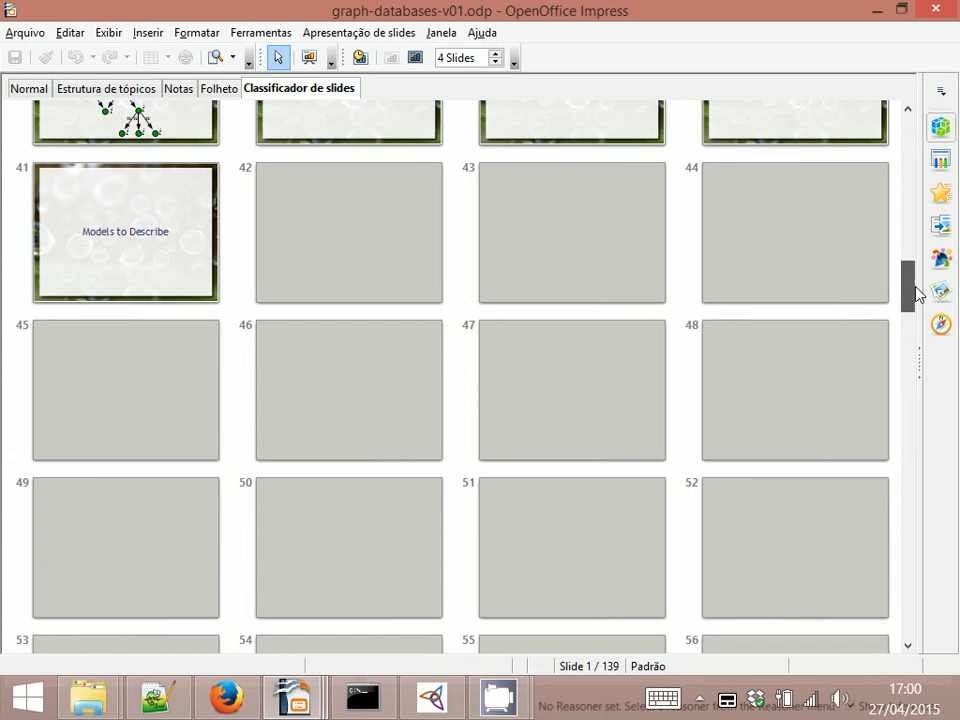 graph-databases-v01.odp - OpenOffice Impress
Arquivo Editar Exibir Inserir Formatar Ferramentas Apresentação de slides Janela Ajuda
4 Slides
Normal Estrutura de tópicos Notas Folheto Classificador de slides
41 42 43 44
Models to Describe
45 46 47 48
49 50 51 52
53 54 55 56
Slide 1 / 139 Padrão
17:00
No Reasoner set. Select a reasoner from the Reasoner menu
27/04/2015